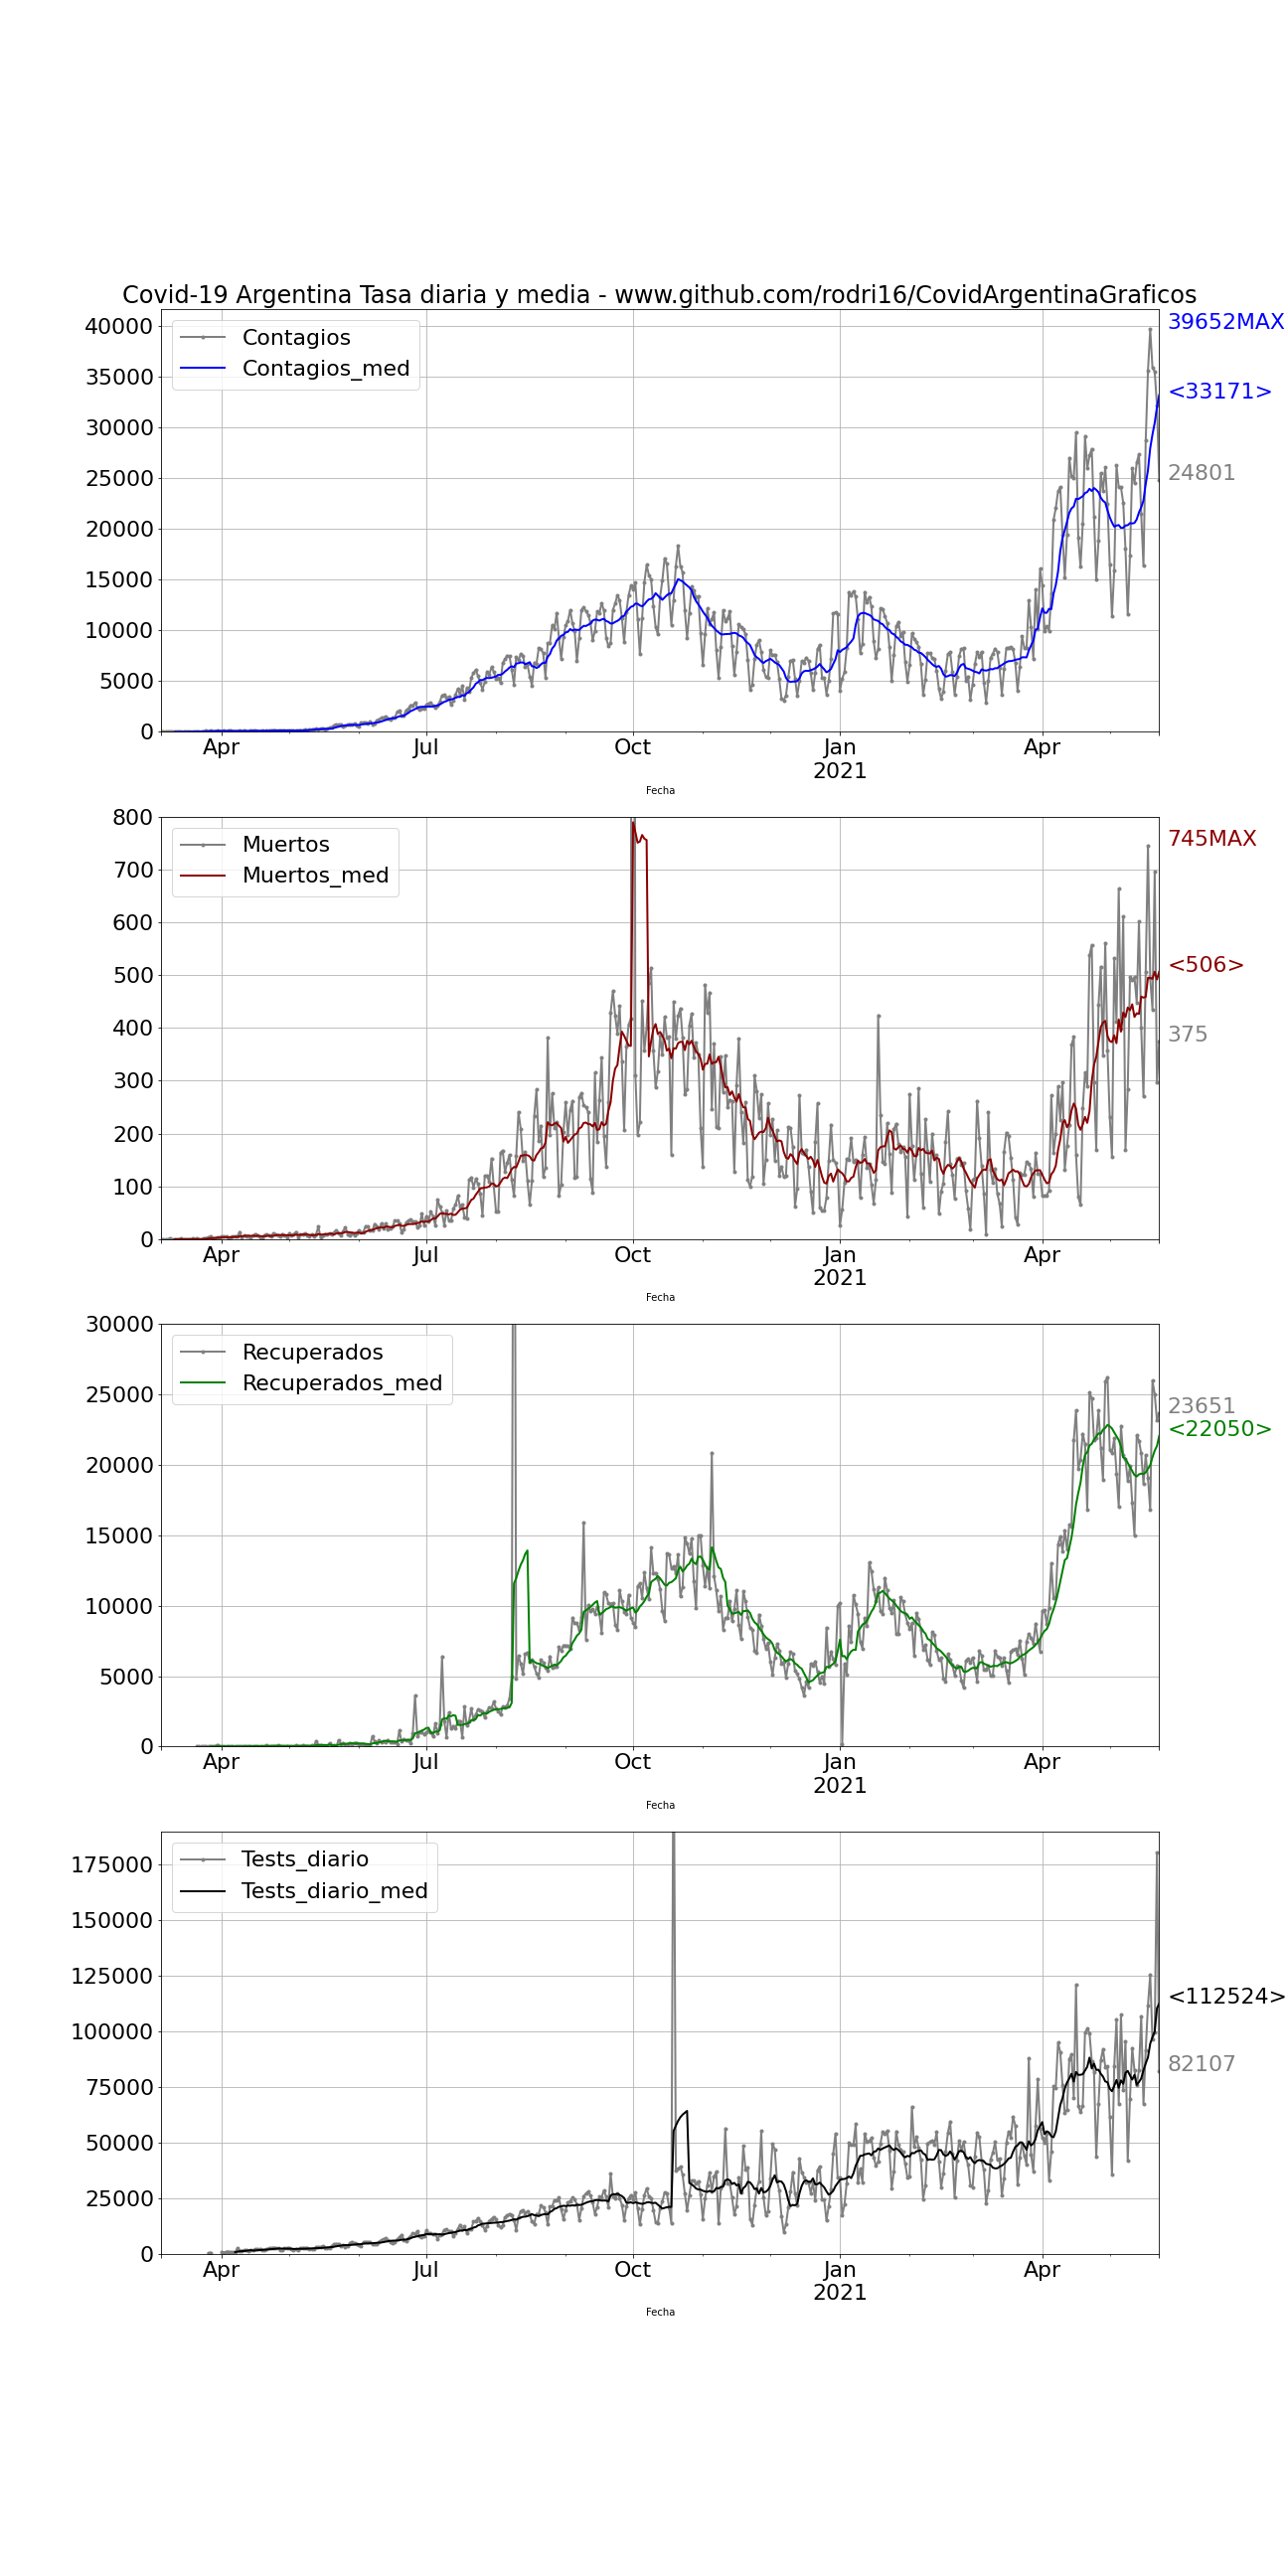 Covid-19 Argentina Tasa diaria y media - www.github.com/rodri16/CovidArgentinaGraficos
Contagios
Contagios_med
40000
35000
30000
25000
20000
15000
10000
5000
0
39652MAX
<33171>
24801
Apr Jul Oct Jan Apr
2021
Fecha
Muertos
Muertos_med
800
700
600
500
400
300
200
100
0
745MAX
<506>
375
Apr Jul Oct Jan Apr
2021
Fecha
Recuperados
Recuperados_med
30000
25000
20000
15000
10000
5000
0
23651
<22050>
Apr Jul Oct Jan Apr
2021
Fecha
Tests_diario
Tests_diario_med
175000
150000
125000
100000
75000
50000
25000
0
<112524>
82107
Apr Jul Oct Jan Apr
2021
Fecha